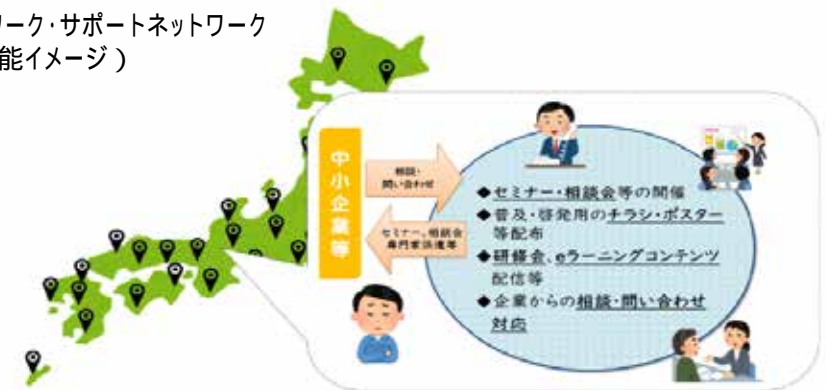 ワーク・サポートネットワーク
能イメージ）
中小企業等
相談・
問い合わせ
セミナー、相談会
専門家派遣等
◆セミナー・相談会等の開催
◆普及・啓発用のチラシ・ポスター
等配布
◆研修会、eラーニングコンテンツ
配信等
◆企業からの相談・問い合わせ
対応